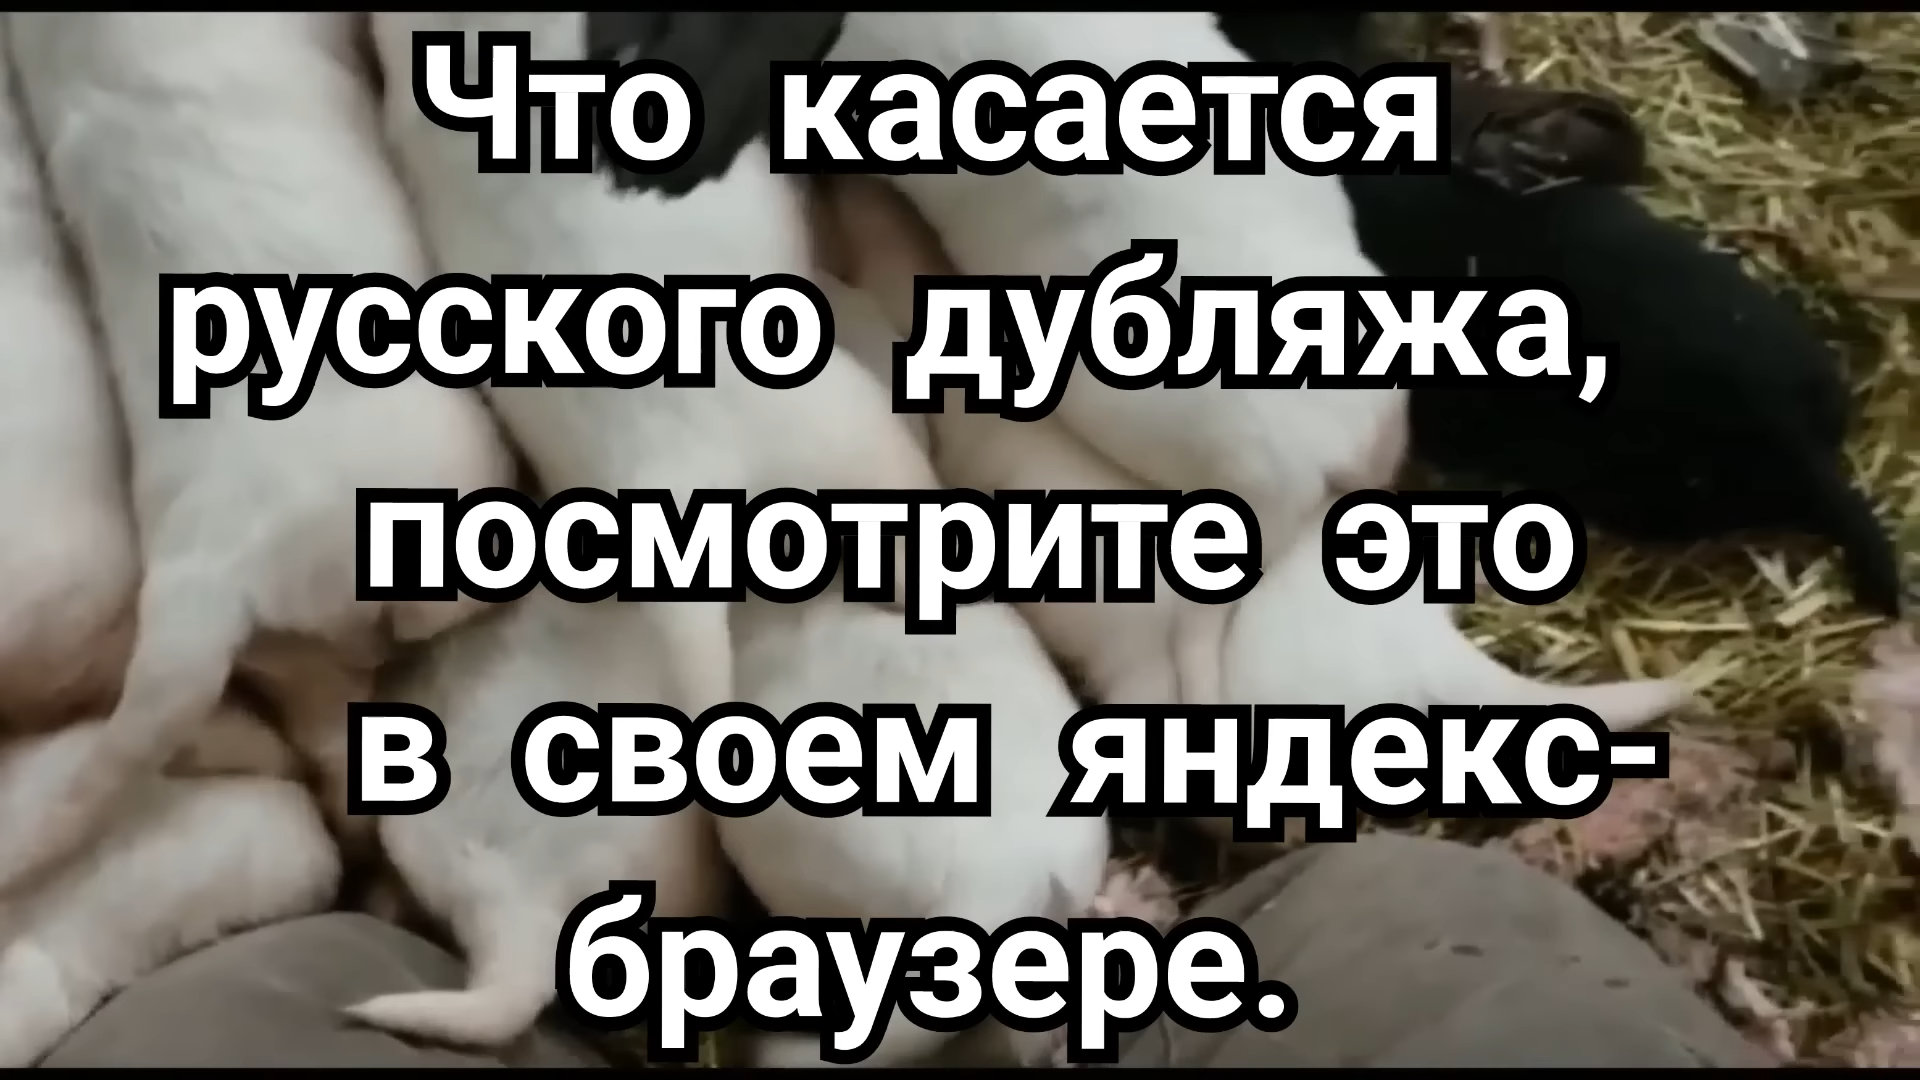 Что касается
русского дубляжа,
посмотрите это
в своем яндекс-
браузере.